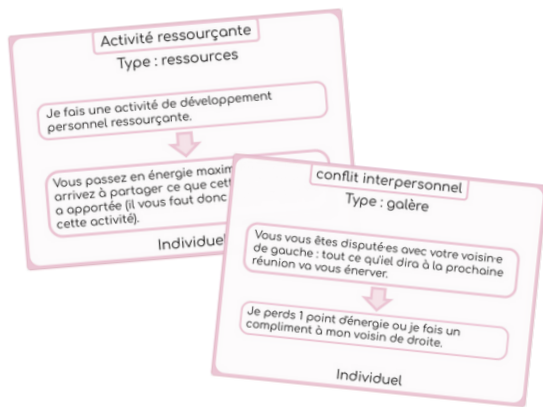 Activité ressourçante
Type : ressources
Je fais une activité de développement
personnel ressourçante.
Vous passez en énergie
arrivez à partager ce que
a apportée (il vous faut donc
cette activité).
Individuel
conflit interpersonnel
Type : galère
Vous vous êtes disputé·es avec votre voisin·e
de gauche : tout ce qu'iel dira à la prochaine
réunion va vous énerver.
Je perds 1 point d'énergie ou je fais un
compliment à mon voisin de droite.
Individuel